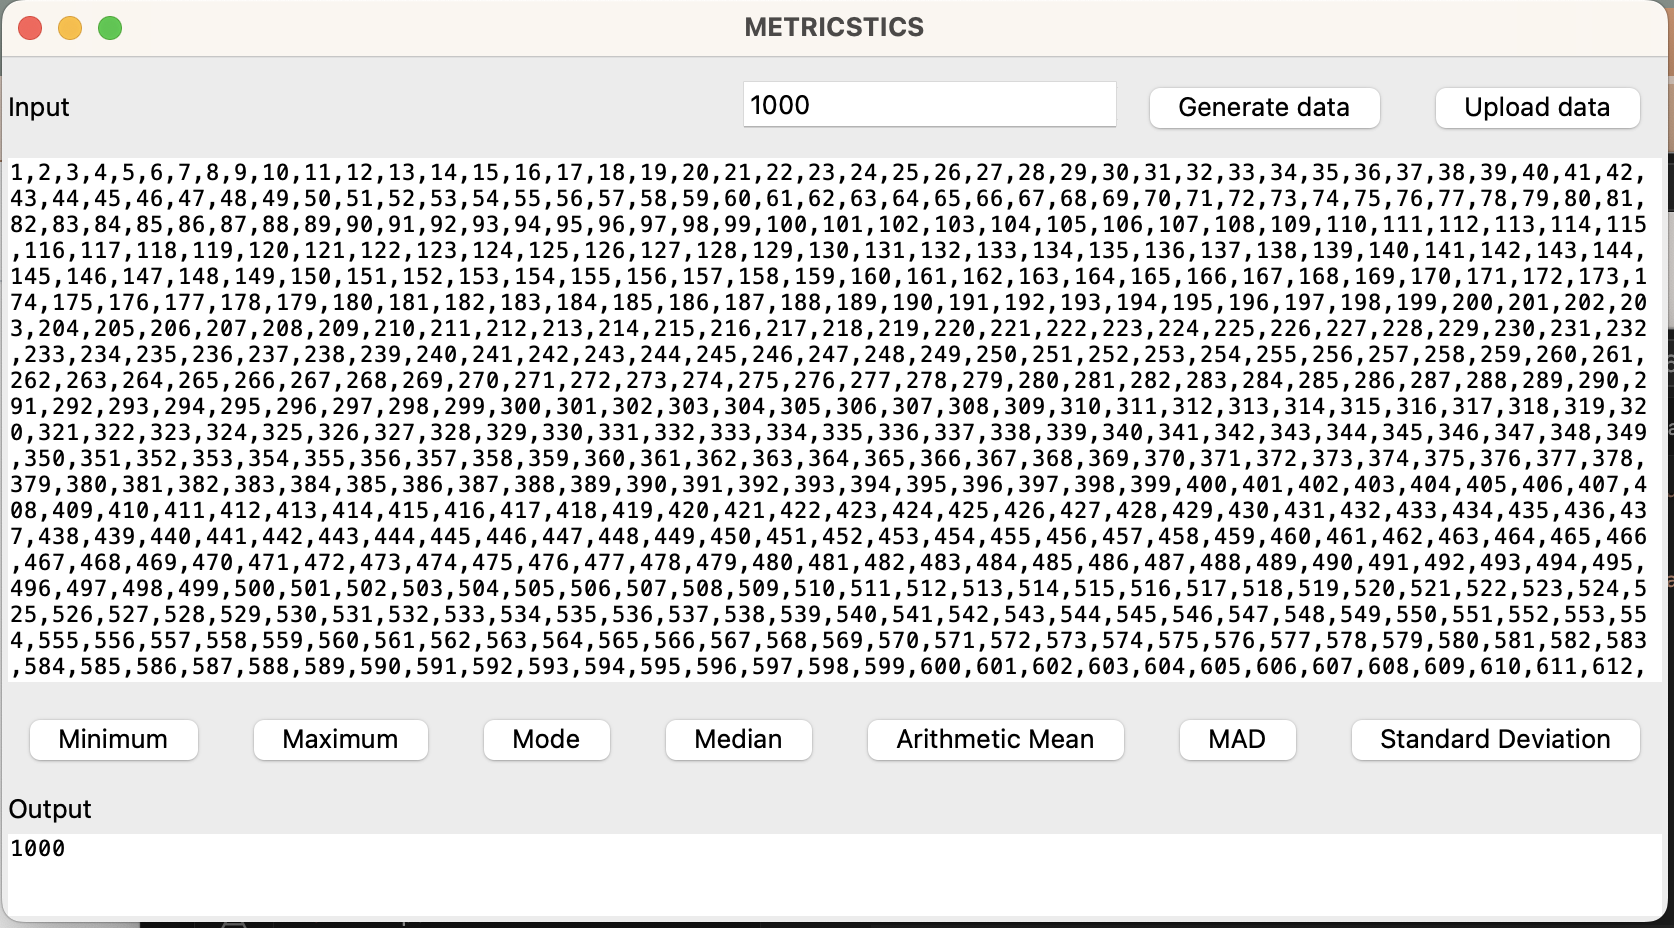 METRICSTICS
Input
1000
Generate data
Upload data
1,2,3,4,5,6,7,8,9,10,11,12,13,14,15,16,17,18,19,20,21,22,23,24,25,26,27,28,29,30,31,32,33,34,35,36,37,38,39,40,41,42,
43,44,45,46,47,48,49,50,51,52,53,54,55,56,57,58,59,60,61,62,63,64,65,66,67,68,69,70,71,72,73,74,75,76,77,78,79,80,81,
82,83,84,85,86,87,88,89,90,91,92,93,94,95,96,97,98,99,100,101,102,103,104,105,106,107,108,109,110,111,112,113,114,115
,116,117,118,119,120,121,122,123,124,125,126,127,128,129,130,131,132,133,134,135,136,137,138,139,140,141,142,143,144,
145,146,147,148,149,150,151,152,153,154,155,156,157,158,159,160,161,162,163,164,165,166,167,168,169,170,171,172,173,1
74,175,176,177,178,179,180,181,182,183,184,185,186,187,188,189,190,191,192,193,194,195,196,197,198,199,200,201,202,20
3,204,205,206,207,208,209,210,211,212,213,214,215,216,217,218,219,220,221,222,223,224,225,226,227,228,229,230,231,232
,233,234,235,236,237,238,239,240,241,242,243,244,245,246,247,248,249,250,251,252,253,254,255,256,257,258,259,260,261,
262,263,264,265,266,267,268,269,270,271,272,273,274,275,276,277,278,279,280,281,282,283,284,285,286,287,288,289,290,2
91,292,293,294,295,296,297,298,299,300,301,302,303,304,305,306,307,308,309,310,311,312,313,314,315,316,317,318,319,32
0,321,322,323,324,325,326,327,328,329,330,331,332,333,334,335,336,337,338,339,340,341,342,343,344,345,346,347,348,349
,350,351,352,353,354,355,356,357,358,359,360,361,362,363,364,365,366,367,368,369,370,371,372,373,374,375,376,377,378,
379,380,381,382,383,384,385,386,387,388,389,390,391,392,393,394,395,396,397,398,399,400,401,402,403,404,405,406,407,4
08,409,410,411,412,413,414,415,416,417,418,419,420,421,422,423,424,425,426,427,428,429,430,431,432,433,434,435,436,43
7,438,439,440,441,442,443,444,445,446,447,448,449,450,451,452,453,454,455,456,457,458,459,460,461,462,463,464,465,466
,467,468,469,470,471,472,473,474,475,476,477,478,479,480,481,482,483,484,485,486,487,488,489,490,491,492,493,494,495,
496,497,498,499,500,501,502,503,504,505,506,507,508,509,510,511,512,513,514,515,516,517,518,519,520,521,522,523,524,5
25,526,527,528,529,530,531,532,533,534,535,536,537,538,539,540,541,542,543,544,545,546,547,548,549,550,551,552,553,55
4,555,556,557,558,559,560,561,562,563,564,565,566,567,568,569,570,571,572,573,574,575,576,577,578,579,580,581,582,583
,584,585,586,587,588,589,590,591,592,593,594,595,596,597,598,599,600,601,602,603,604,605,606,607,608,609,610,611,612,
Minimum
Maximum
Mode
Median
Arithmetic Mean
MAD
Standard Deviation
Output
1000